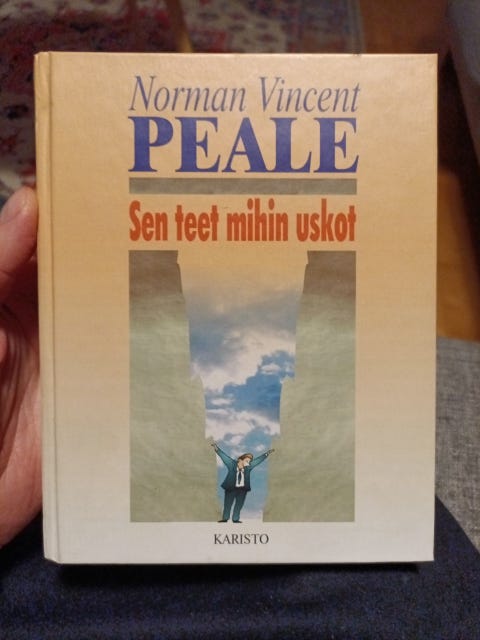 Norman Vincent
PEALE
Sen teet mihin uskot
KARISTO